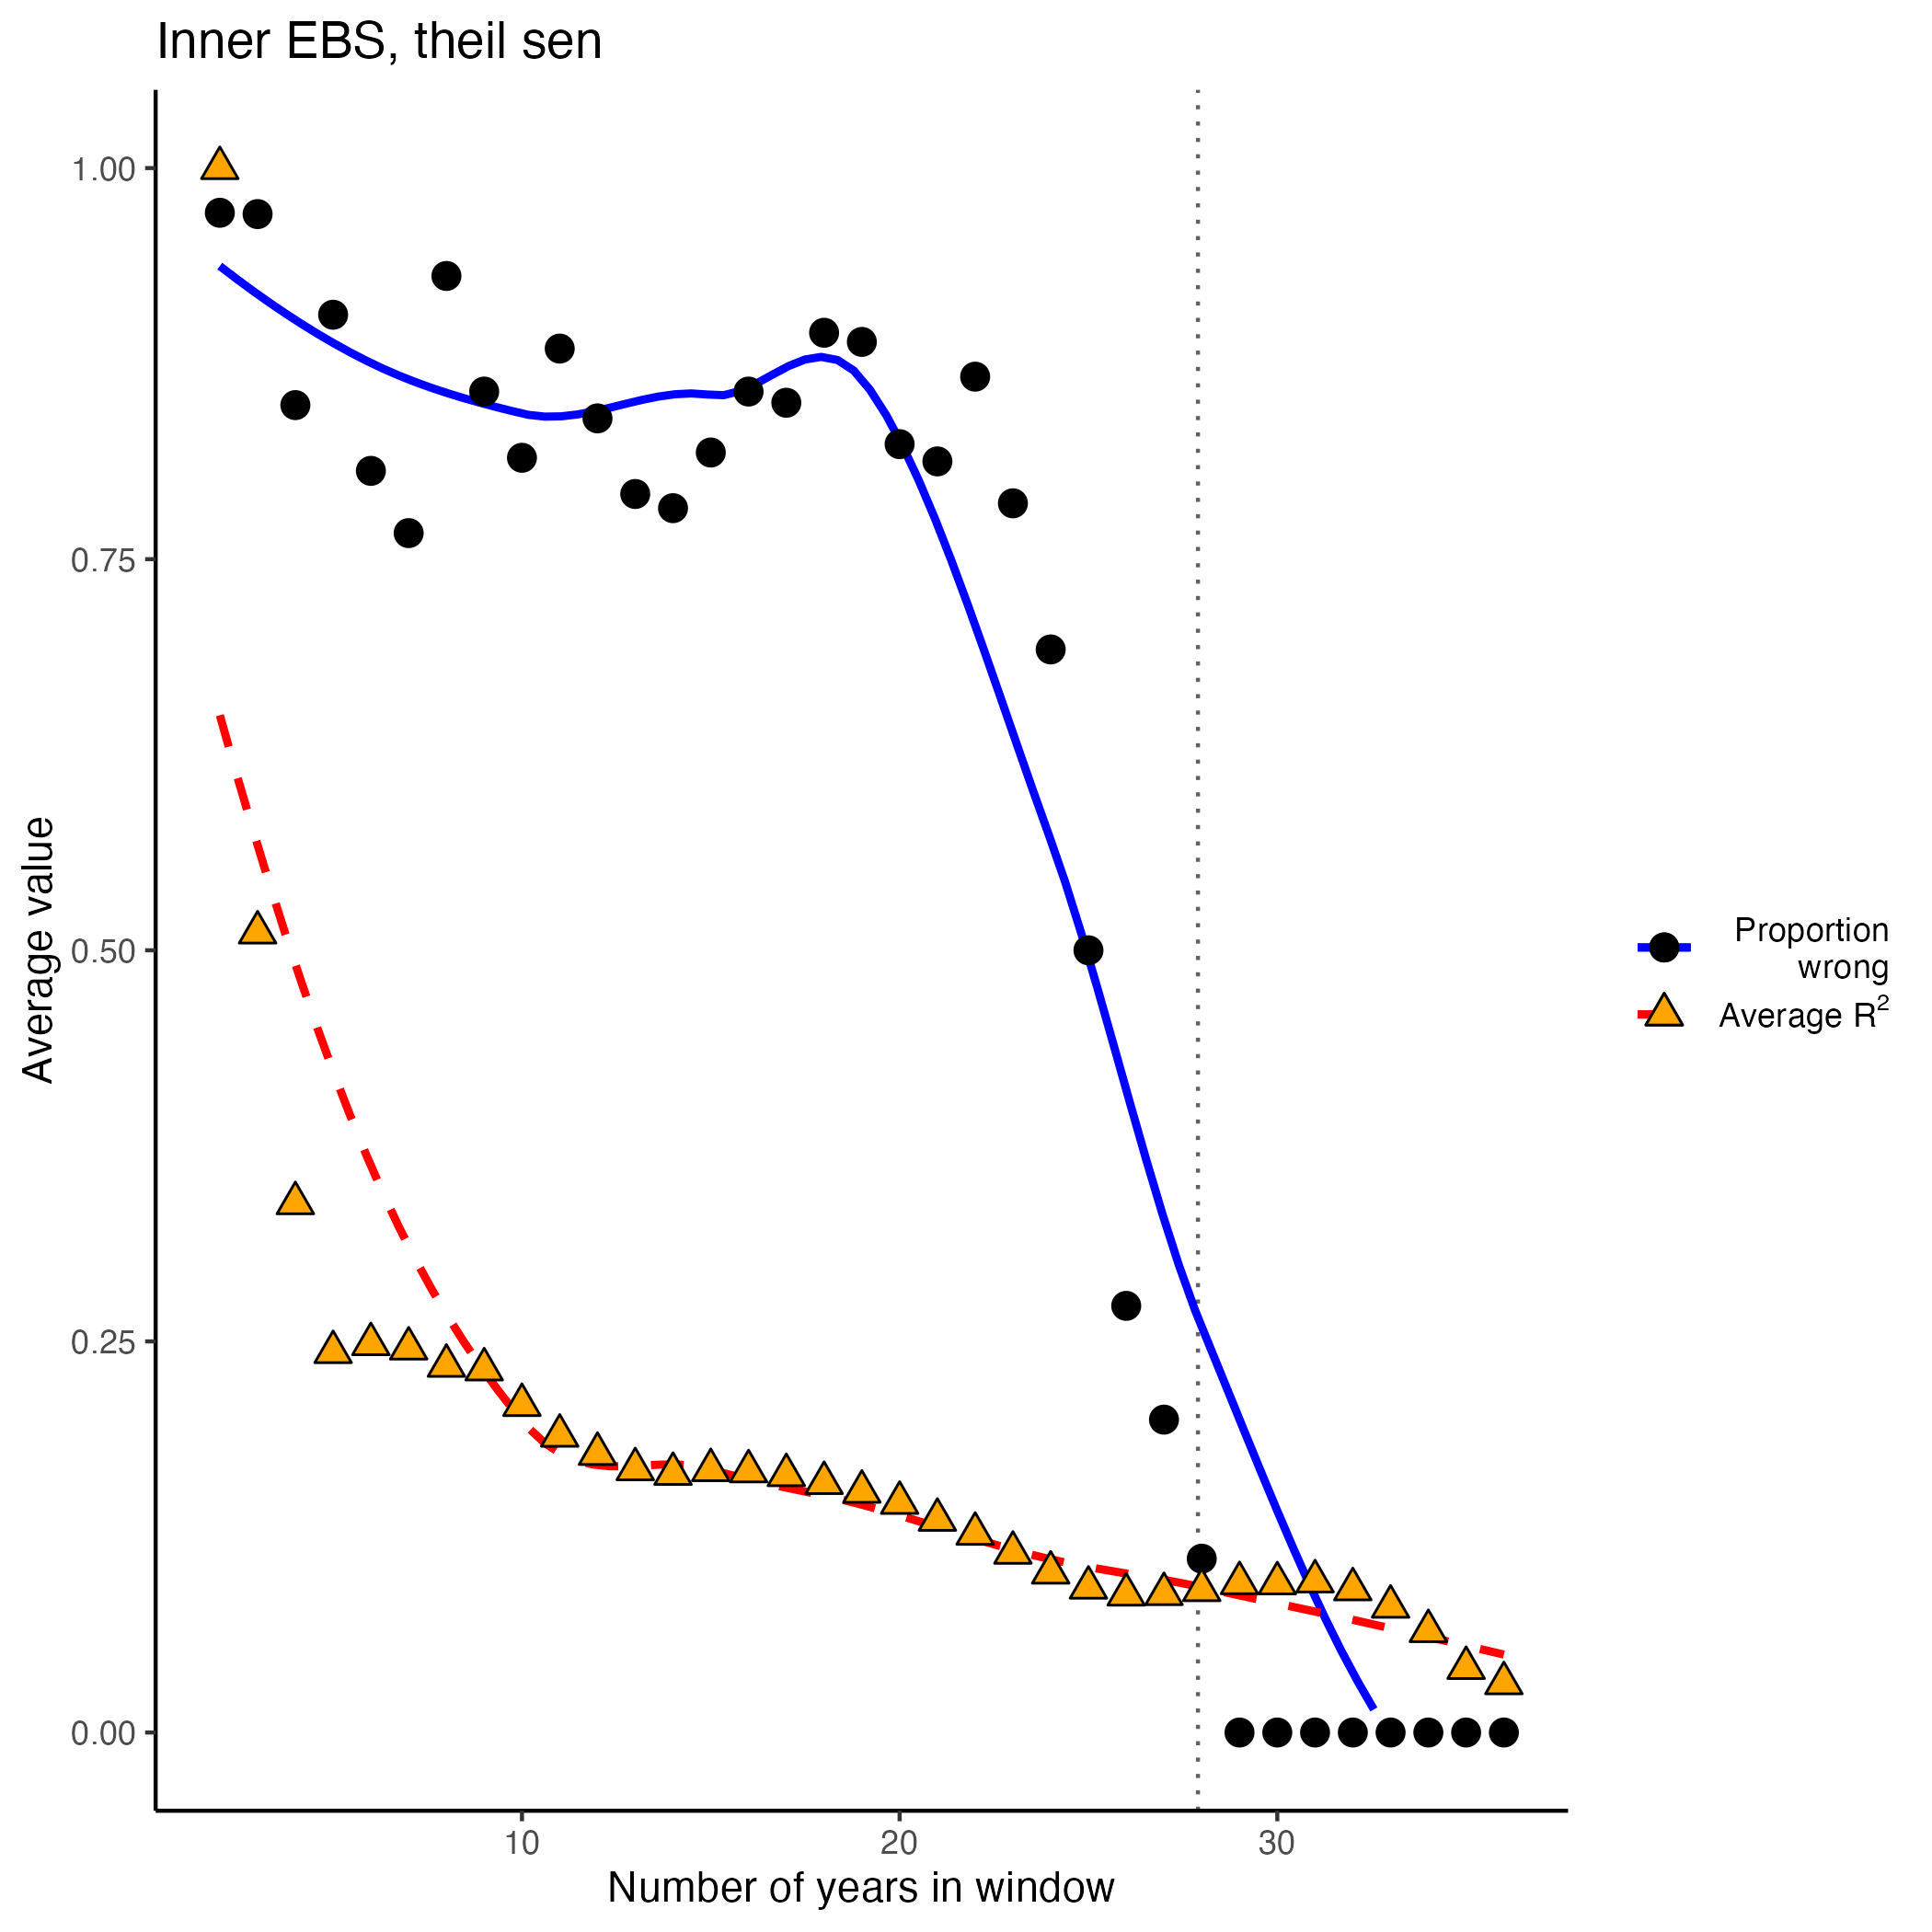 Inner EBS, theil sen
1.00
0.75
0.50
0.25
0.00
Average value
10 20 30
Number of years in window
Proportion
wrong
Average R²